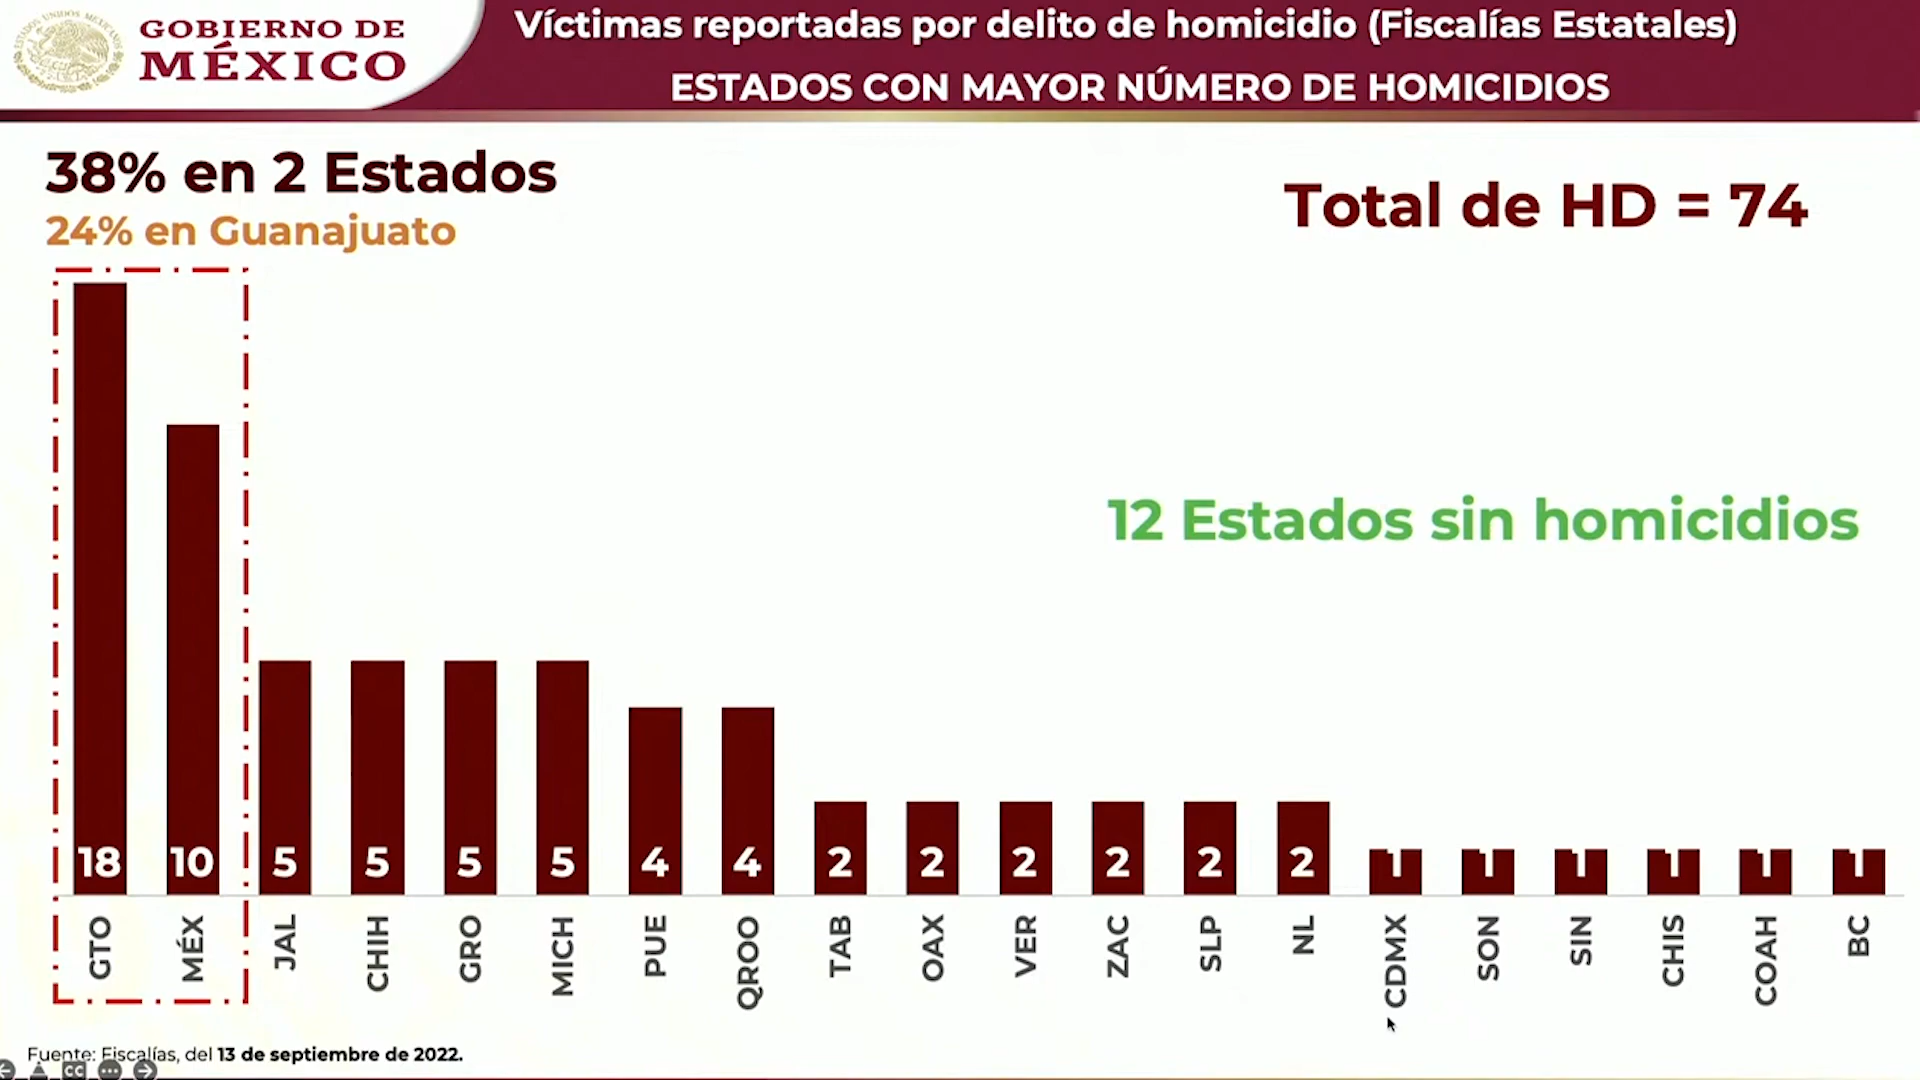 GOBIERNO DE
MÉXICO
Víctimas reportadas por delito de homicidio (Fiscalías Estatales)
ESTADOS CON MAYOR NÚMERO DE HOMICIDIOS
38% en 2 Estados
24% en Guanajuato
Total de HD = 74
12 Estados sin homicidios
18 10 5 5 5 5 4 4 2 2 2 2 2 2 1 1 1 1 1 1
GTO MÉX JAL CHIH GRO MICH PUE QROO TAB OAX VER ZAC SLP NL CDMX SON SIN CHIS COAH BC
Fuente: Fiscalías, del 13 de septiembre de 2022.
CC